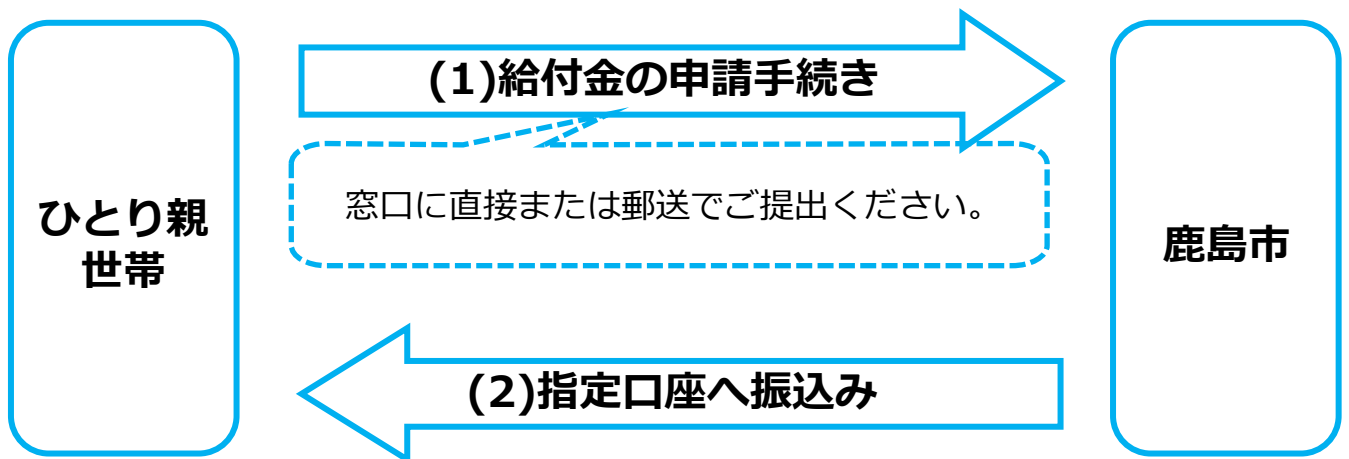 (1)給付金の申請手続き
窓口に直接または郵送でご提出ください。
ひとり親
世帯
鹿島市
(2)指定口座へ振込み